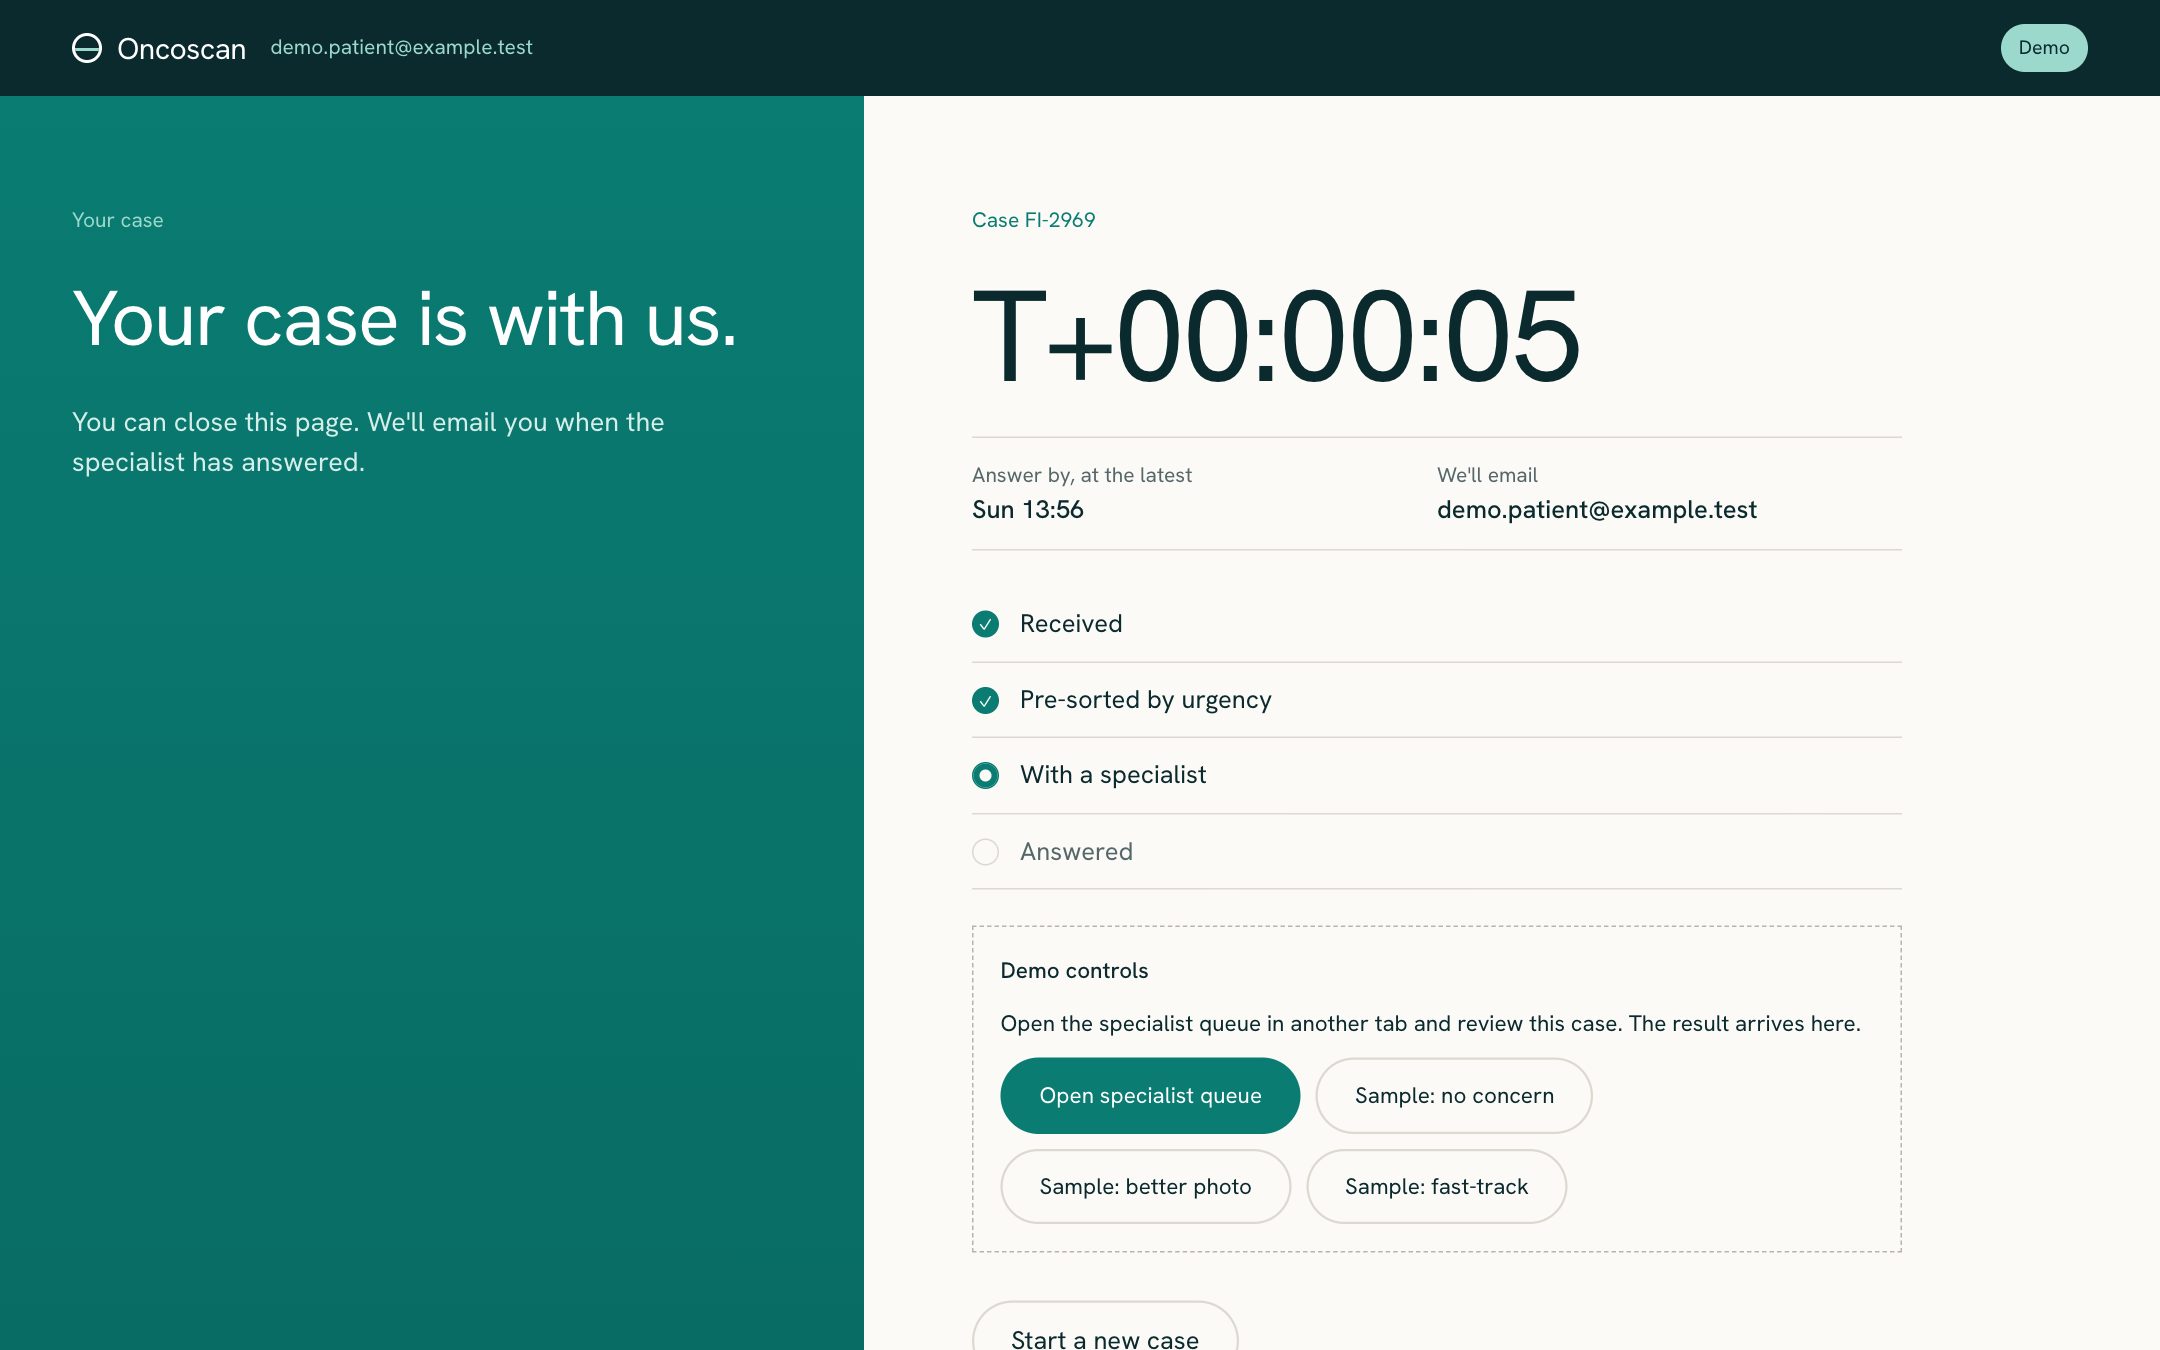 Oncoscan
demo.patient@example.test
Demo
Your case
Your case is with us.
You can close this page. We'll email you when the
specialist has answered.
Case FI-2969
T+00:00:05
Answer by, at the latest
Sun 13:56
We'll email
demo.patient@example.test
Received
Pre-sorted by urgency
With a specialist
Answered
Demo controls
Open the specialist queue in another tab and review this case. The result arrives here.
Open specialist queue
Sample: no concern
Sample: better photo
Sample: fast-track
Start a new case